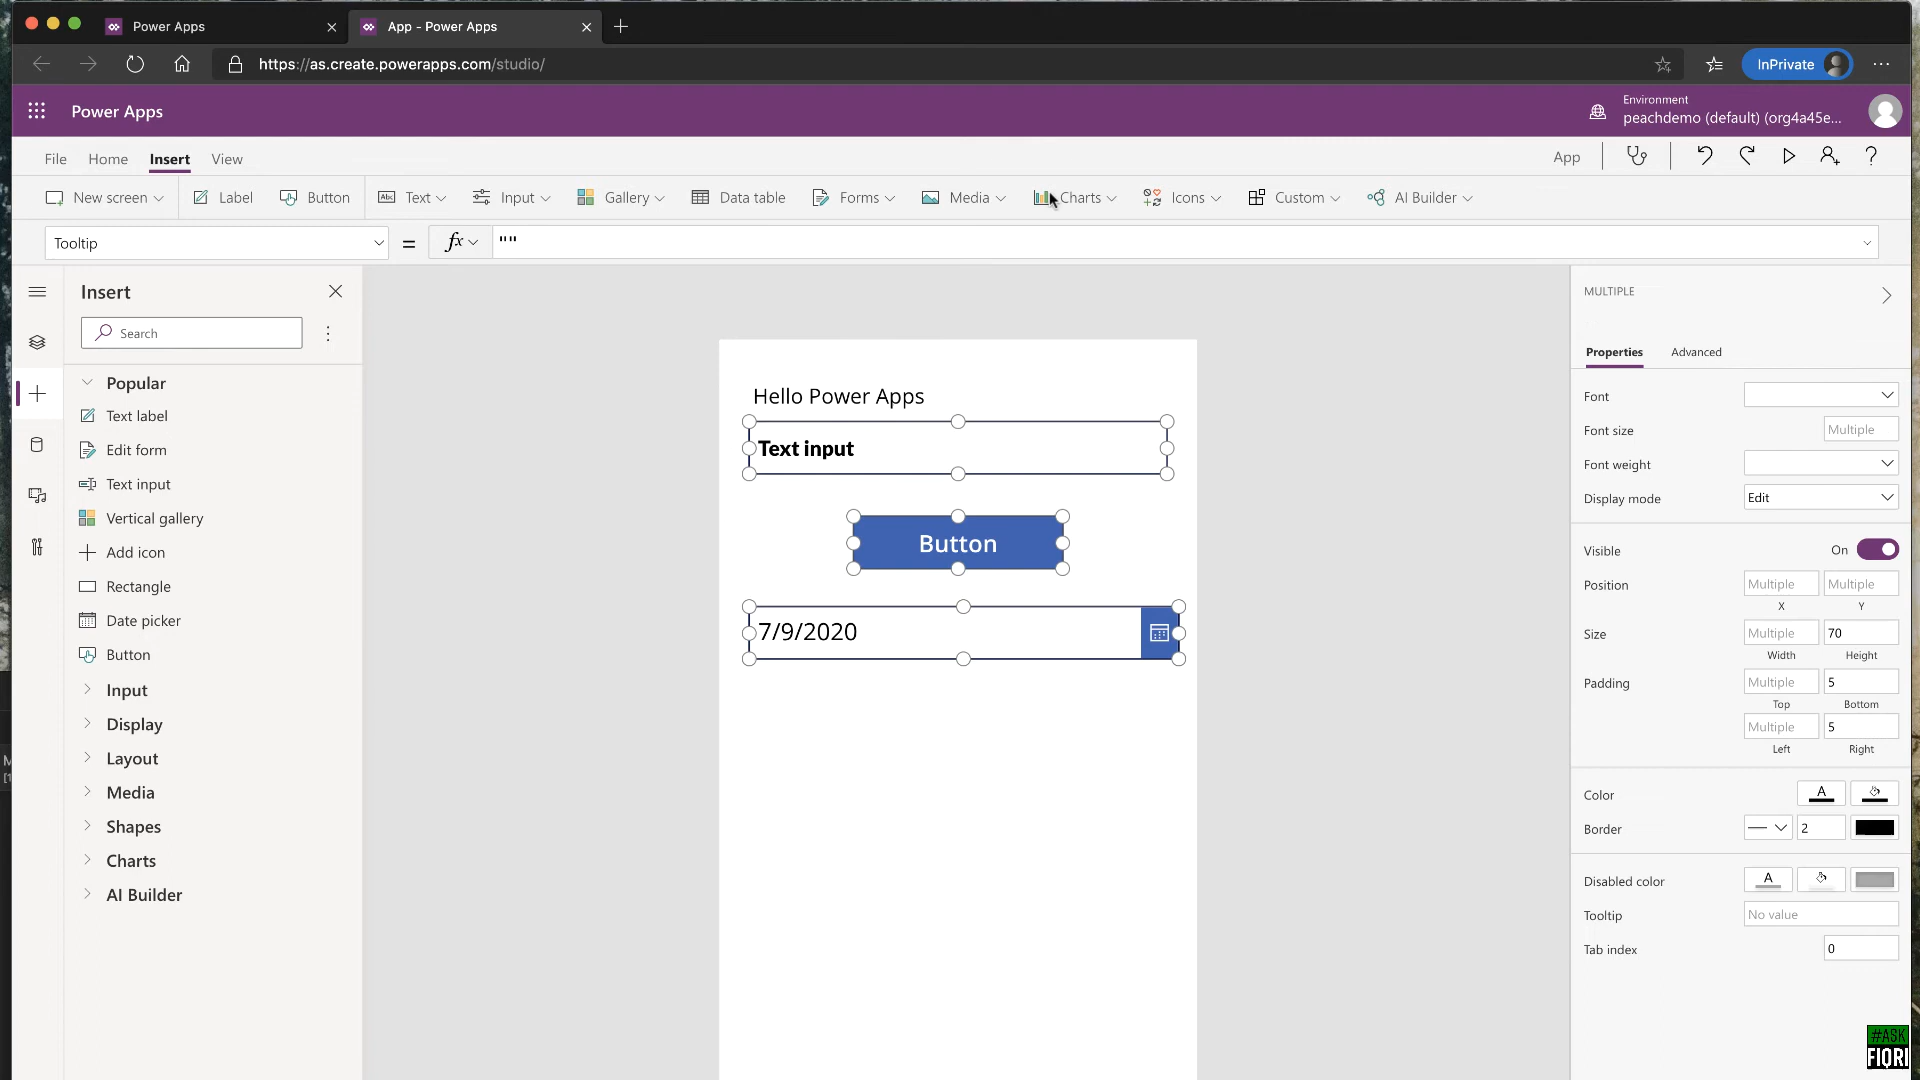 Power Apps
App - Power Apps
https://as.create.powerapps.com/studio/
InPrivate
Power Apps
Environment
peachdemo (default) (org4a45e...
File Home Insert View
App
New screen Label Button Text Input Gallery Data table Forms Media Charts Icons Custom AI Builder
Tooltip = fx ""
Insert
Search
Popular
Text label
Edit form
Text input
Vertical gallery
Add icon
Rectangle
Date picker
Button
Input
Display
Layout
Media
Shapes
Charts
AI Builder
Hello Power Apps
Text input
Button
7/9/2020
MULTIPLE
Properties Advanced
Font
Font size Multiple
Font weight
Display mode Edit
Visible On
Position Multiple Multiple
X Y
Size Multiple 70
Width Height
Padding Multiple 5
Top Bottom
Multiple 5
Left Right
Color A
Border 2
Disabled color A
Tooltip No value
Tab index 0
#ASK
FIQRI